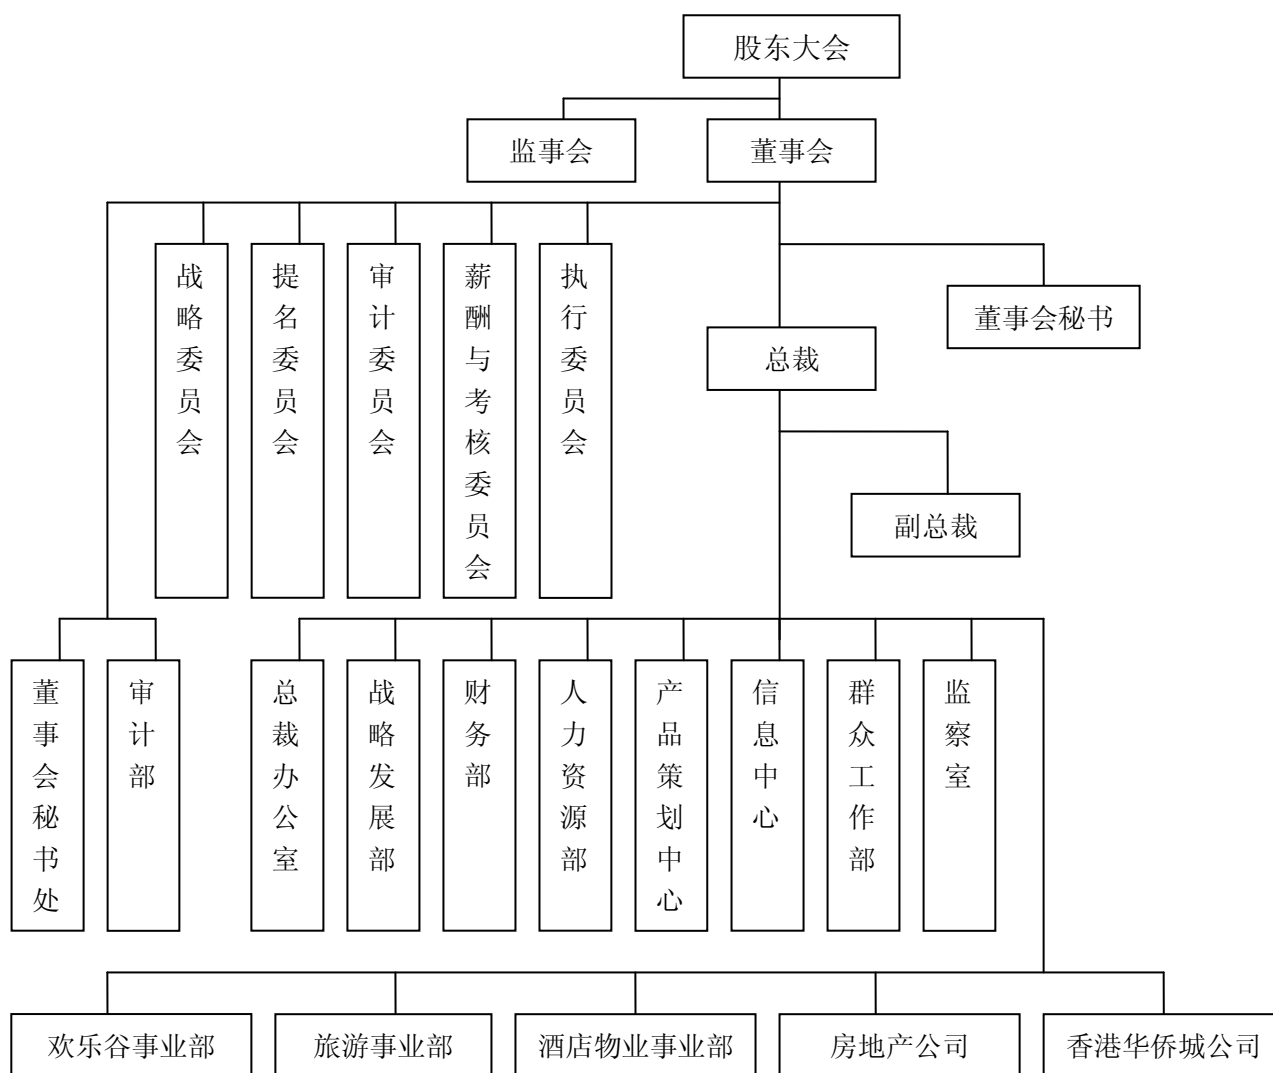 股东大会
监事会
董事会
战略委员会
提名委员会
审计委员会
薪酬与考核委员会
执行委员会
董事会秘书
总裁
副总裁
董事会秘书处
审计部
总裁办公室
战略发展部
财务部
人力资源部
产品策划中心
信息中心
群众工作部
监察室
欢乐谷事业部
旅游事业部
酒店物业事业部
房地产公司
香港华侨城公司